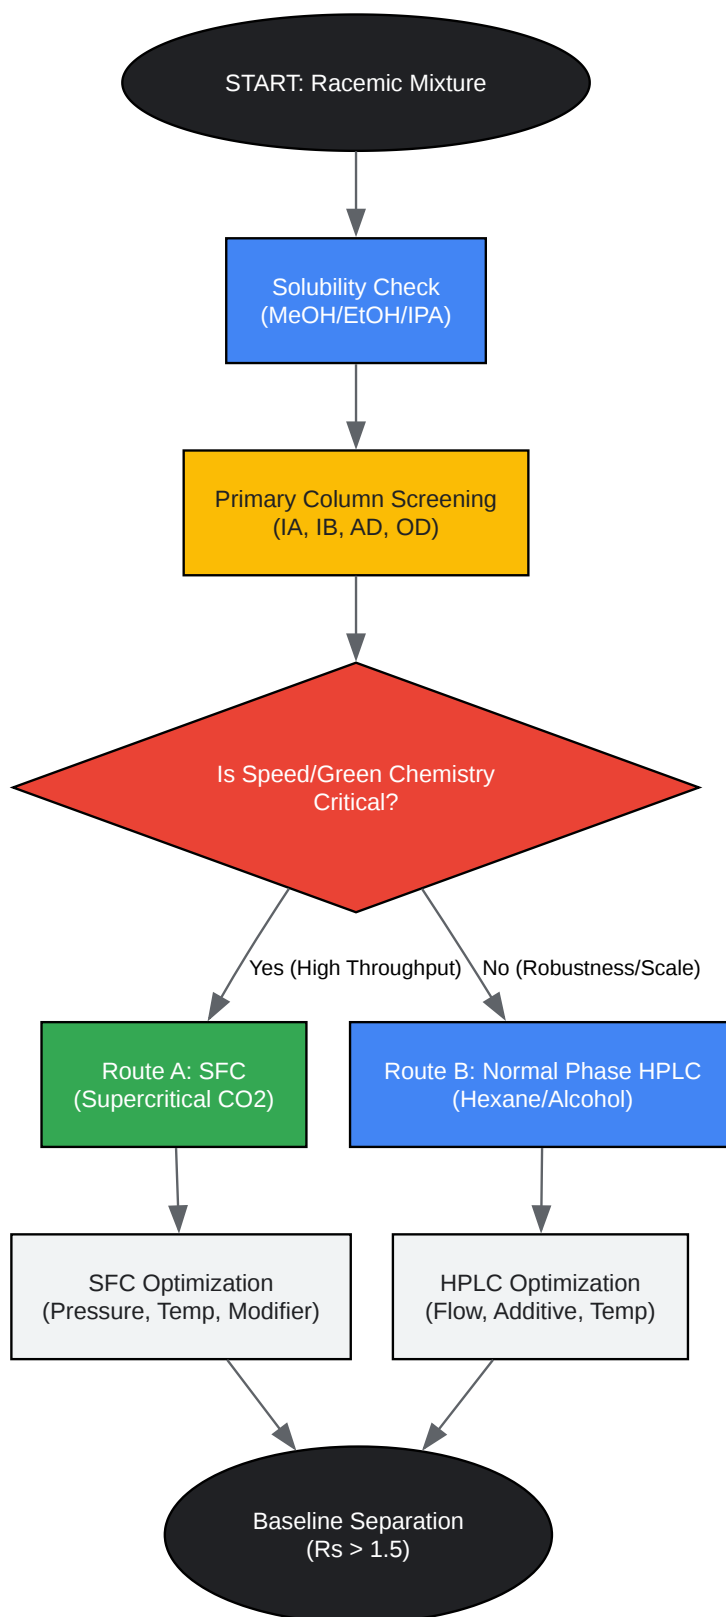 START: Racemic Mixture
Solubility Check
(MeOH/EtOH/IPA)
Primary Column Screening
(IA, IB, AD, OD)
Is Speed/Green Chemistry
Critical?
Yes (High Throughput)
No (Robustness/Scale)
Route A: SFC
(Supercritical CO2)
Route B: Normal Phase HPLC
(Hexane/Alcohol)
SFC Optimization
(Pressure, Temp, Modifier)
HPLC Optimization
(Flow, Additive, Temp)
Baseline Separation
(Rs > 1.5)